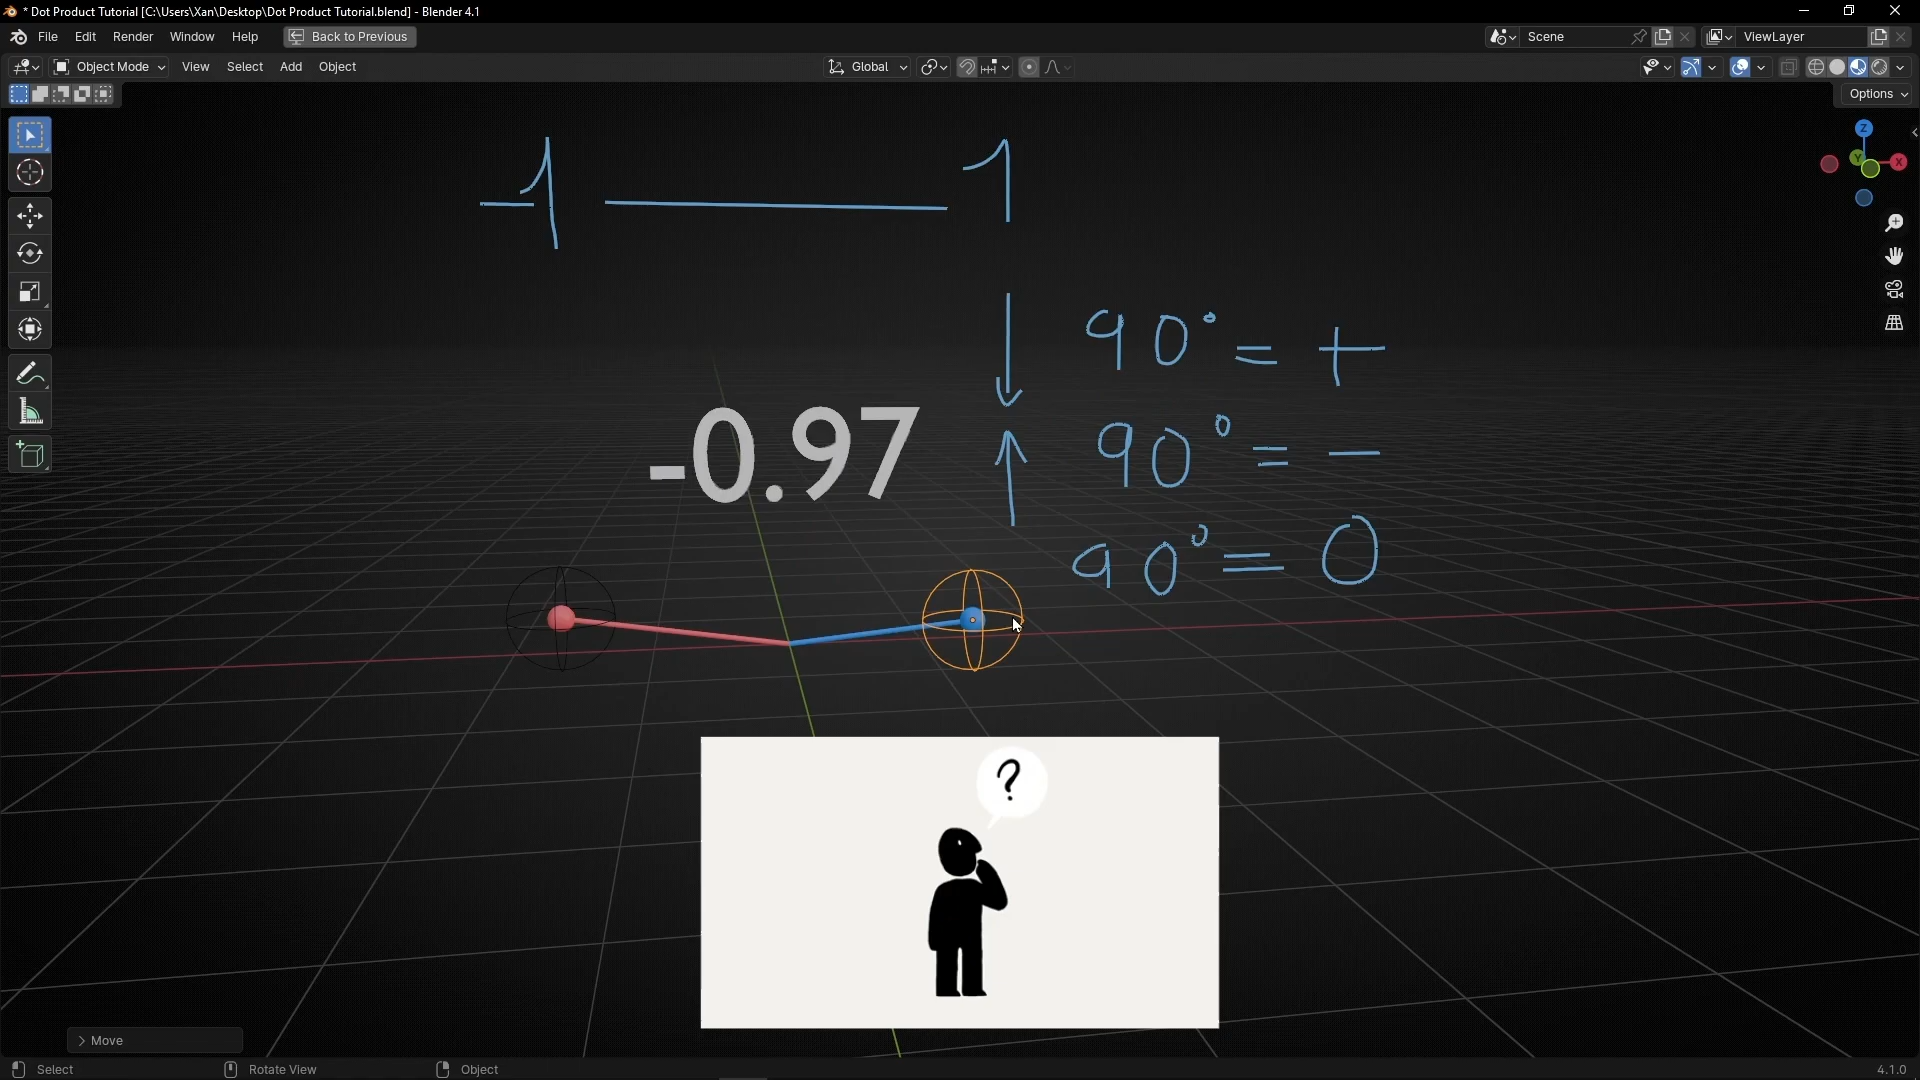 * Dot Product Tutorial [C:\Users\Xan\Desktop\Dot Product Tutorial.blend] - Blender 4.1
File Edit Render Window Help Back to Previous Scene ViewLayer
Object Mode View Select Add Object Global
Options
Z
Y X
-1 1
90° = +
-0.97
90° = -
90° = 0
?
> Move
Select Rotate View Object 4.1.0